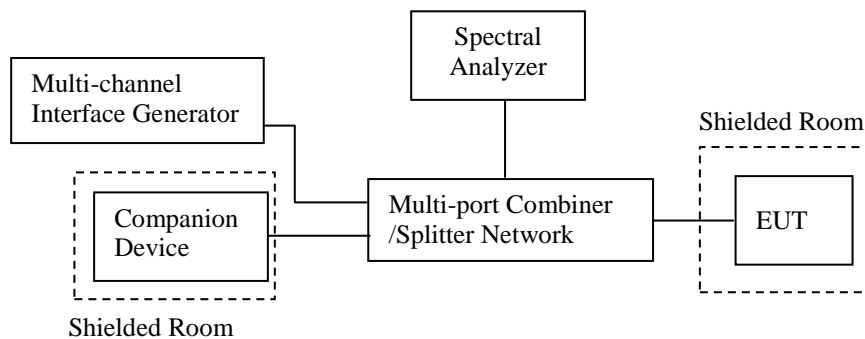 Spectral
Analyzer
Multi-channel
Interface Generator
Shielded Room
Companion
Device
Multi-port Combiner
/Splitter Network
EUT
Shielded Room